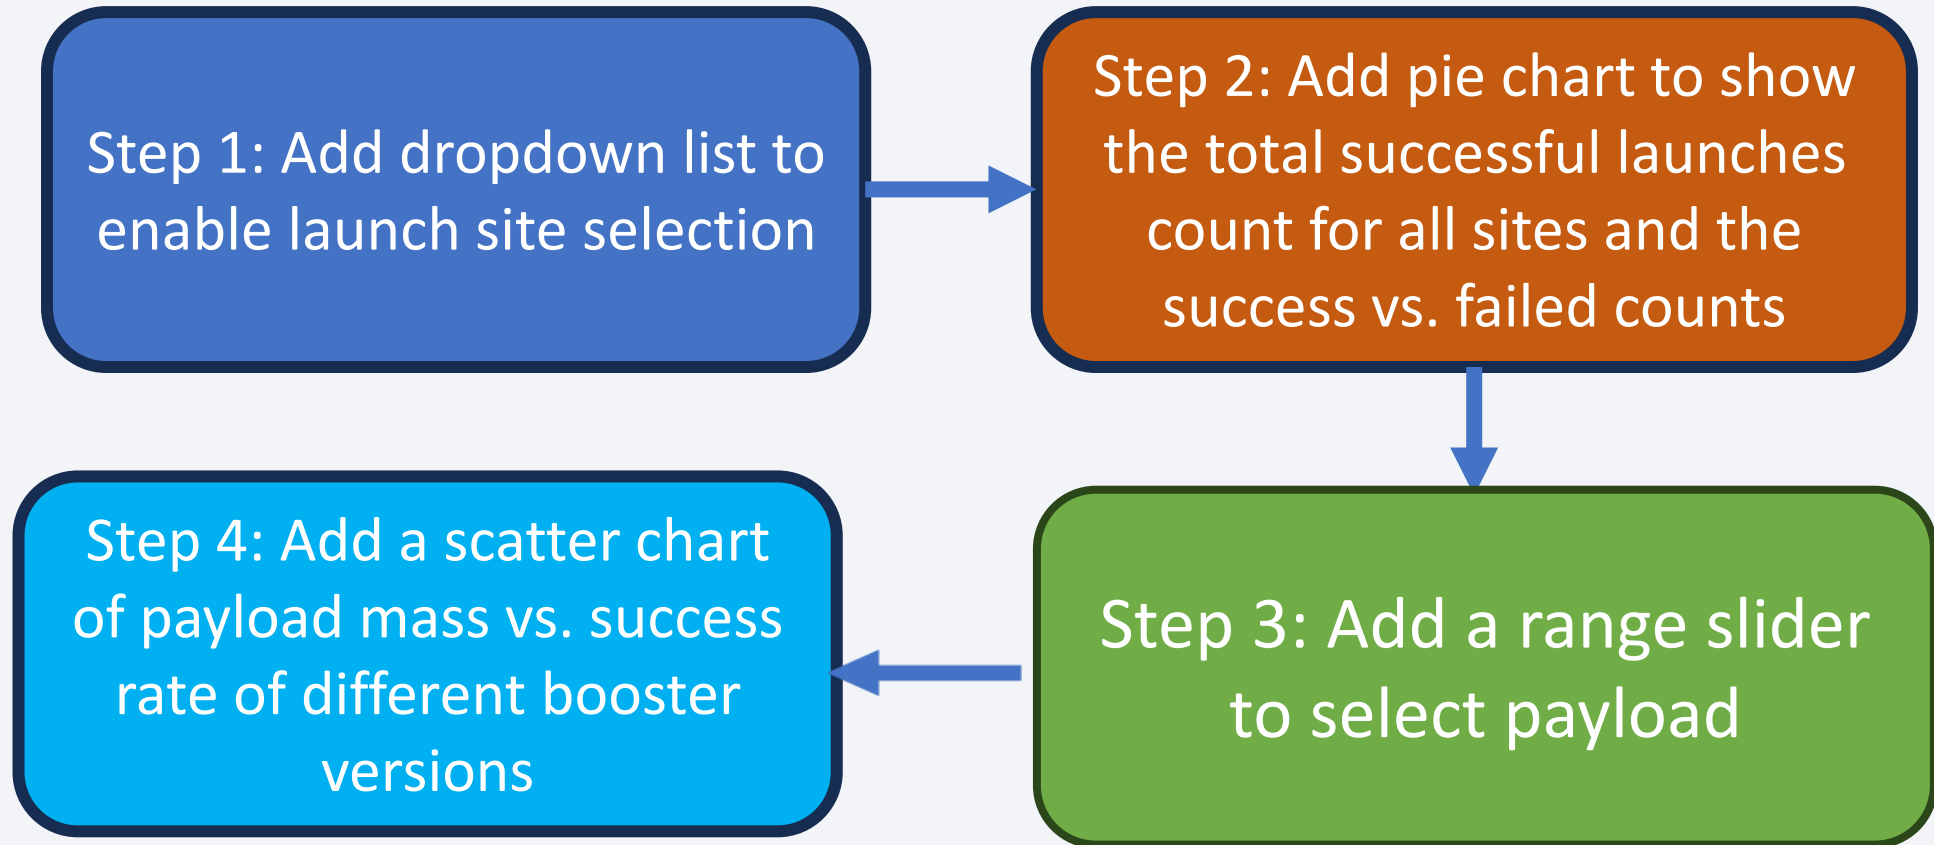 Step 1: Add dropdown list to
enable launch site selection
Step 2: Add pie chart to show
the total successful launches
count for all sites and the
success vs. failed counts
Step 3: Add a range slider
to select payload
Step 4: Add a scatter chart
of payload mass vs. success
rate of different booster
versions